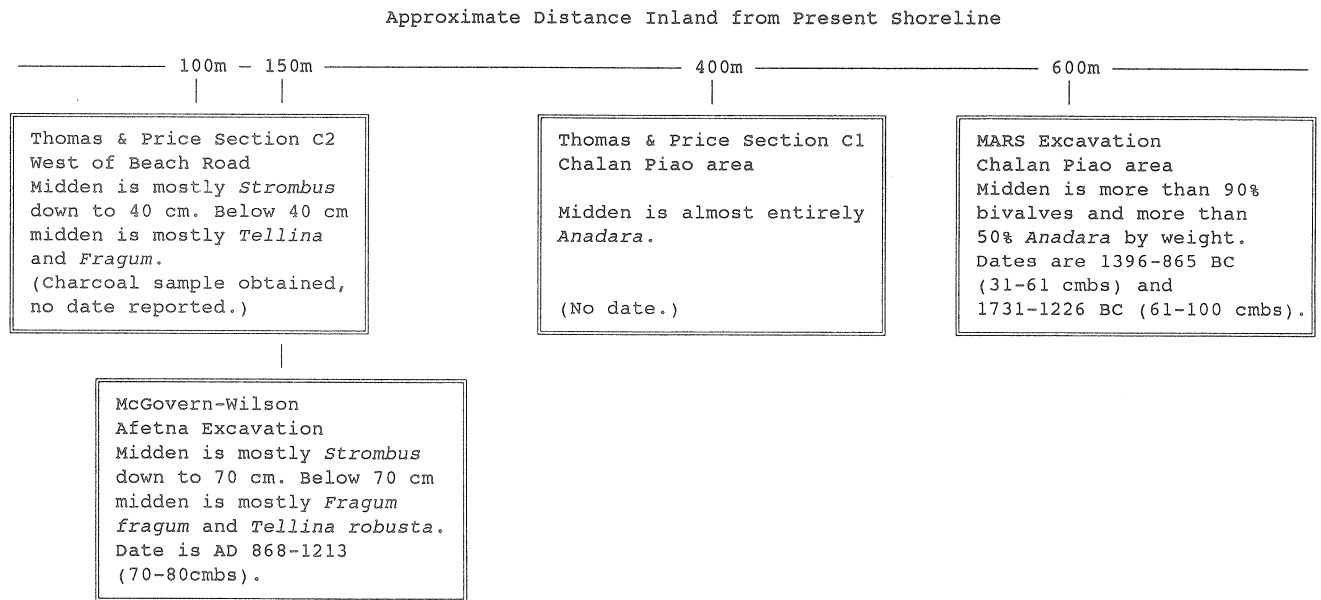 Approximate Distance Inland from Present Shoreline
100m – 150m
400m
600m
Thomas & Price Section C2
West of Beach Road
Midden is mostly Strombus
down to 40 cm. Below 40 cm
midden is mostly Tellina
and Fragum.
(Charcoal sample obtained,
no date reported.)
Thomas & Price Section C1
Chalan Piao area
Midden is almost entirely
Anadara.
(No date.)
MARS Excavation
Chalan Piao area
Midden is more than 90%
bivalves and more than
50% Anadara by weight.
Dates are 1396-865 BC
(31-61 cmbs) and
1731-1226 BC (61-100 cmbs).
McGovern-Wilson
Afetna Excavation
Midden is mostly Strombus
down to 70 cm. Below 70 cm
midden is mostly Fragum
fragum and Tellina robusta.
Date is AD 868-1213
(70-80cmbs).